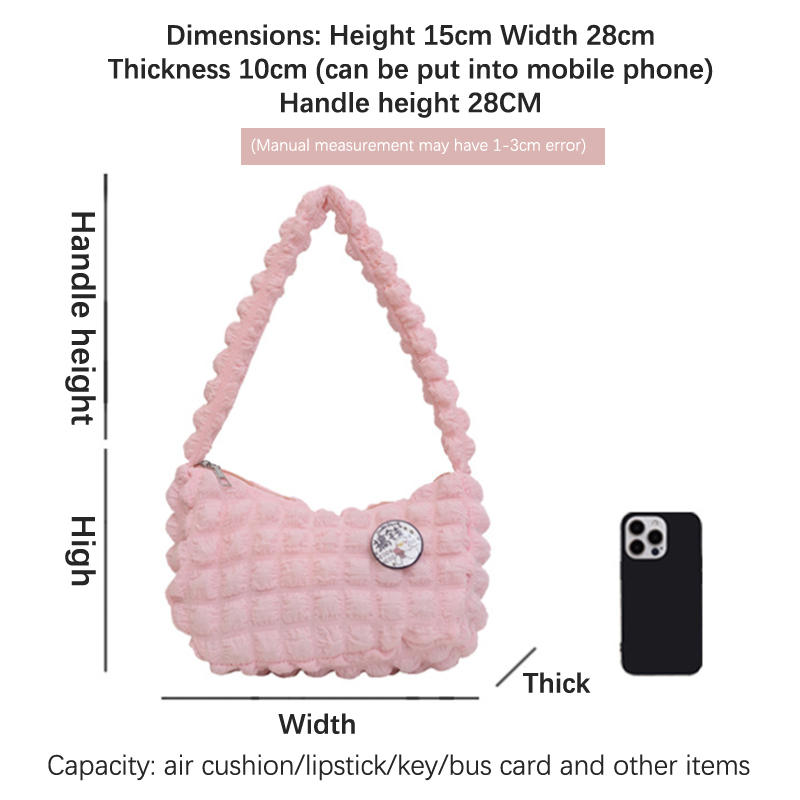 Dimensions: Height 15cm Width 28cm
Thickness 10cm (can be put into mobile phone)
Handle height 28CM
(Manual measurement may have 1-3cm error)
Handle height
High
Thick
Width
Capacity: air cushion/lipstick/key/bus card and other items